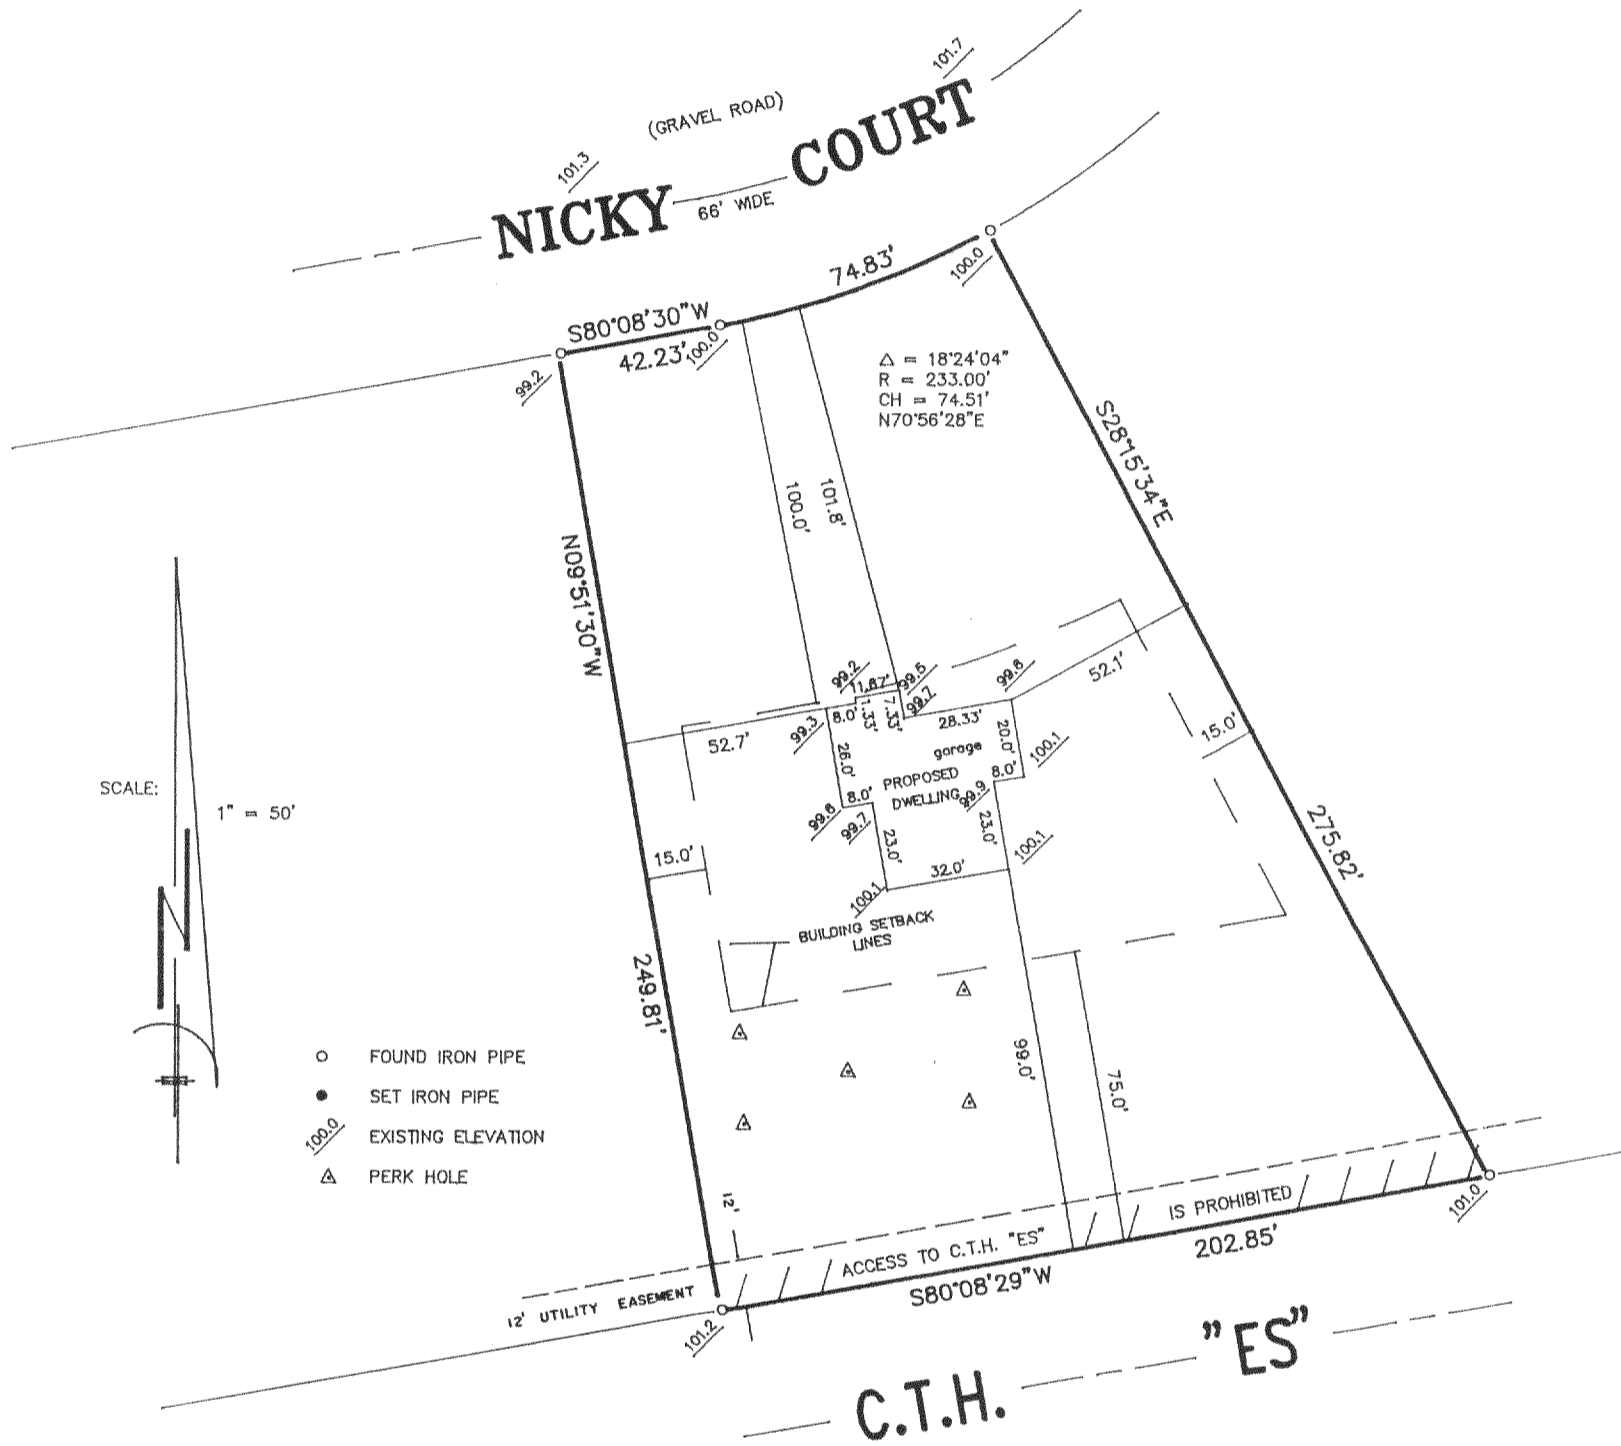 101.7
(GRAVEL ROAD)
101.3
NICKY COURT
66' WIDE
74.83'
100.0
S80°08'30"W
42.23'
100.0
99.2
Δ = 18°24'04"
R = 233.00'
CH = 74.51'
N70°56'28"E
S28°15'34"E
100.0'
101.8'
N09°51'30"W
99.2
11.67'
99.5
99.6
52.1'
8.0'
1.33'
7.33'
99.7
28.33'
99.3
52.7'
26.0'
garage
20.0'
100.1
15.0'
SCALE:
1" = 50'
PROPOSED
DWELLING
8.0'
8.0'
99.9
99.6
99.7
23.0'
23.0'
100.1
275.82'
15.0'
32.0'
100.1
BUILDING SETBACK
LINES
249.81'
N
99.0'
75.0'
FOUND IRON PIPE
SET IRON PIPE
100.0
EXISTING ELEVATION
PERK HOLE
12'
IS PROHIBITED
101.0
ACCESS TO C.T.H. "ES"
202.85'
12' UTILITY EASEMENT
S80°08'29"W
101.2
C.T.H. "ES"